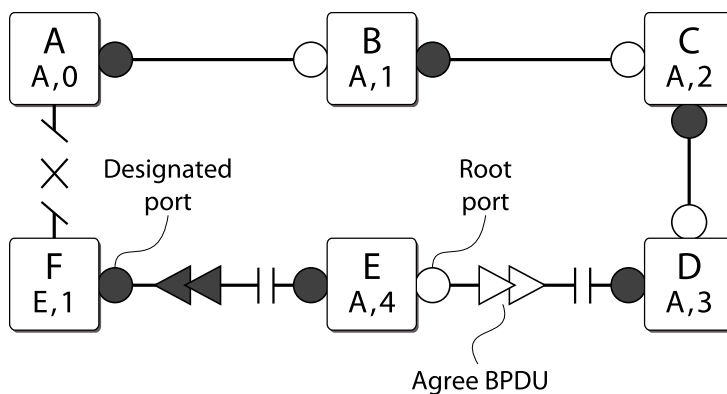 A
A,0
B
A,1
C
A,2
Designated
port
Root
port
F
E,1
E
A,4
D
A,3
Agree BPDU